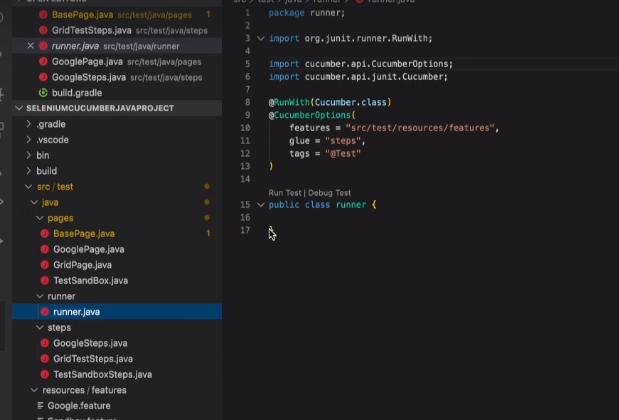 BasePage.java src/test/java/pages 1
GridTestSteps.java src/test/java/steps
runner.java src/test/java/runner
GooglePage.java src/test/java/pages
GoogleSteps.java src/test/java/steps
build.gradle
SELENIUMCUCUMBERJAVAPROJECT
.gradle
.vscode
bin
build
src / test
java
pages
BasePage.java 1
GooglePage.java
GridPage.java
TestSandBox.java
runner
runner.java
steps
GoogleSteps.java
GridTestSteps.java
TestSandboxSteps.java
resources / features
Google.feature
1 package runner;
2
3 import org.junit.runner.RunWith;
4
5 import cucumber.api.CucumberOptions;
6 import cucumber.api.junit.Cucumber;
7
8 @RunWith(Cucumber.class)
9 @CucumberOptions(
10 features = "src/test/resources/features",
11 glue = "steps",
12 tags = "@Test"
13 )
14
Run Test | Debug Test
15 public class runner {
16
17 }